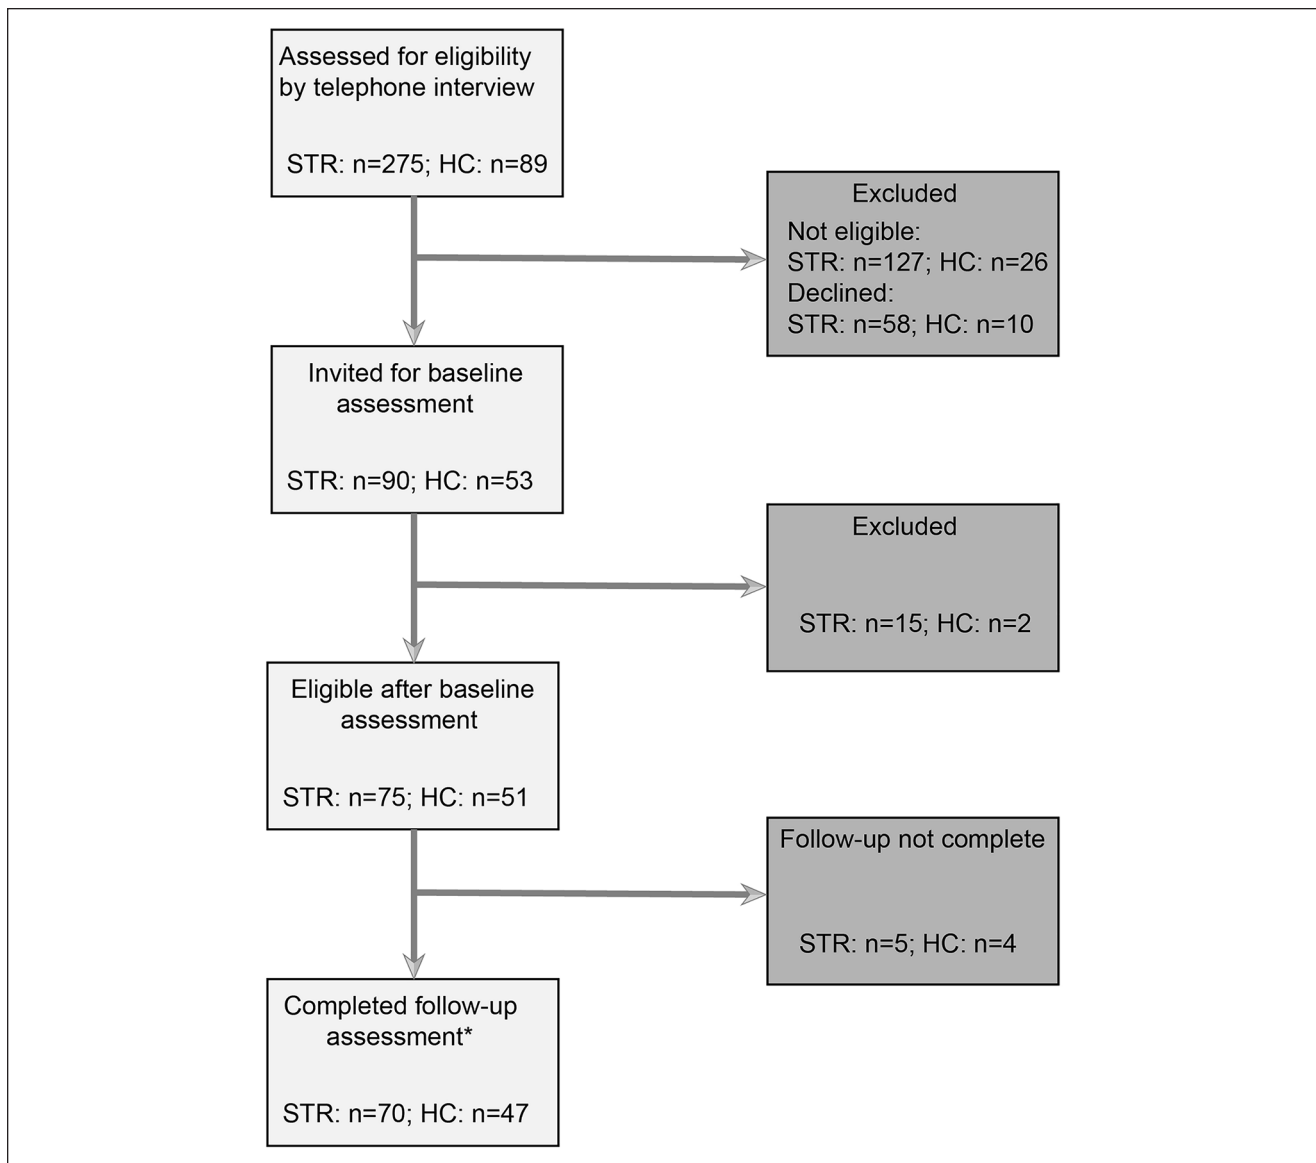 Assessed for eligibility
by telephone interview
STR: n=275; HC: n=89
Excluded
Not eligible:
STR: n=127; HC: n=26
Declined:
STR: n=58; HC: n=10
Invited for baseline
assessment
STR: n=90; HC: n=53
Excluded
STR: n=15; HC: n=2
Eligible after baseline
assessment
STR: n=75; HC: n=51
Follow-up not complete
STR: n=5; HC: n=4
Completed follow-up
assessment*
STR: n=70; HC: n=47